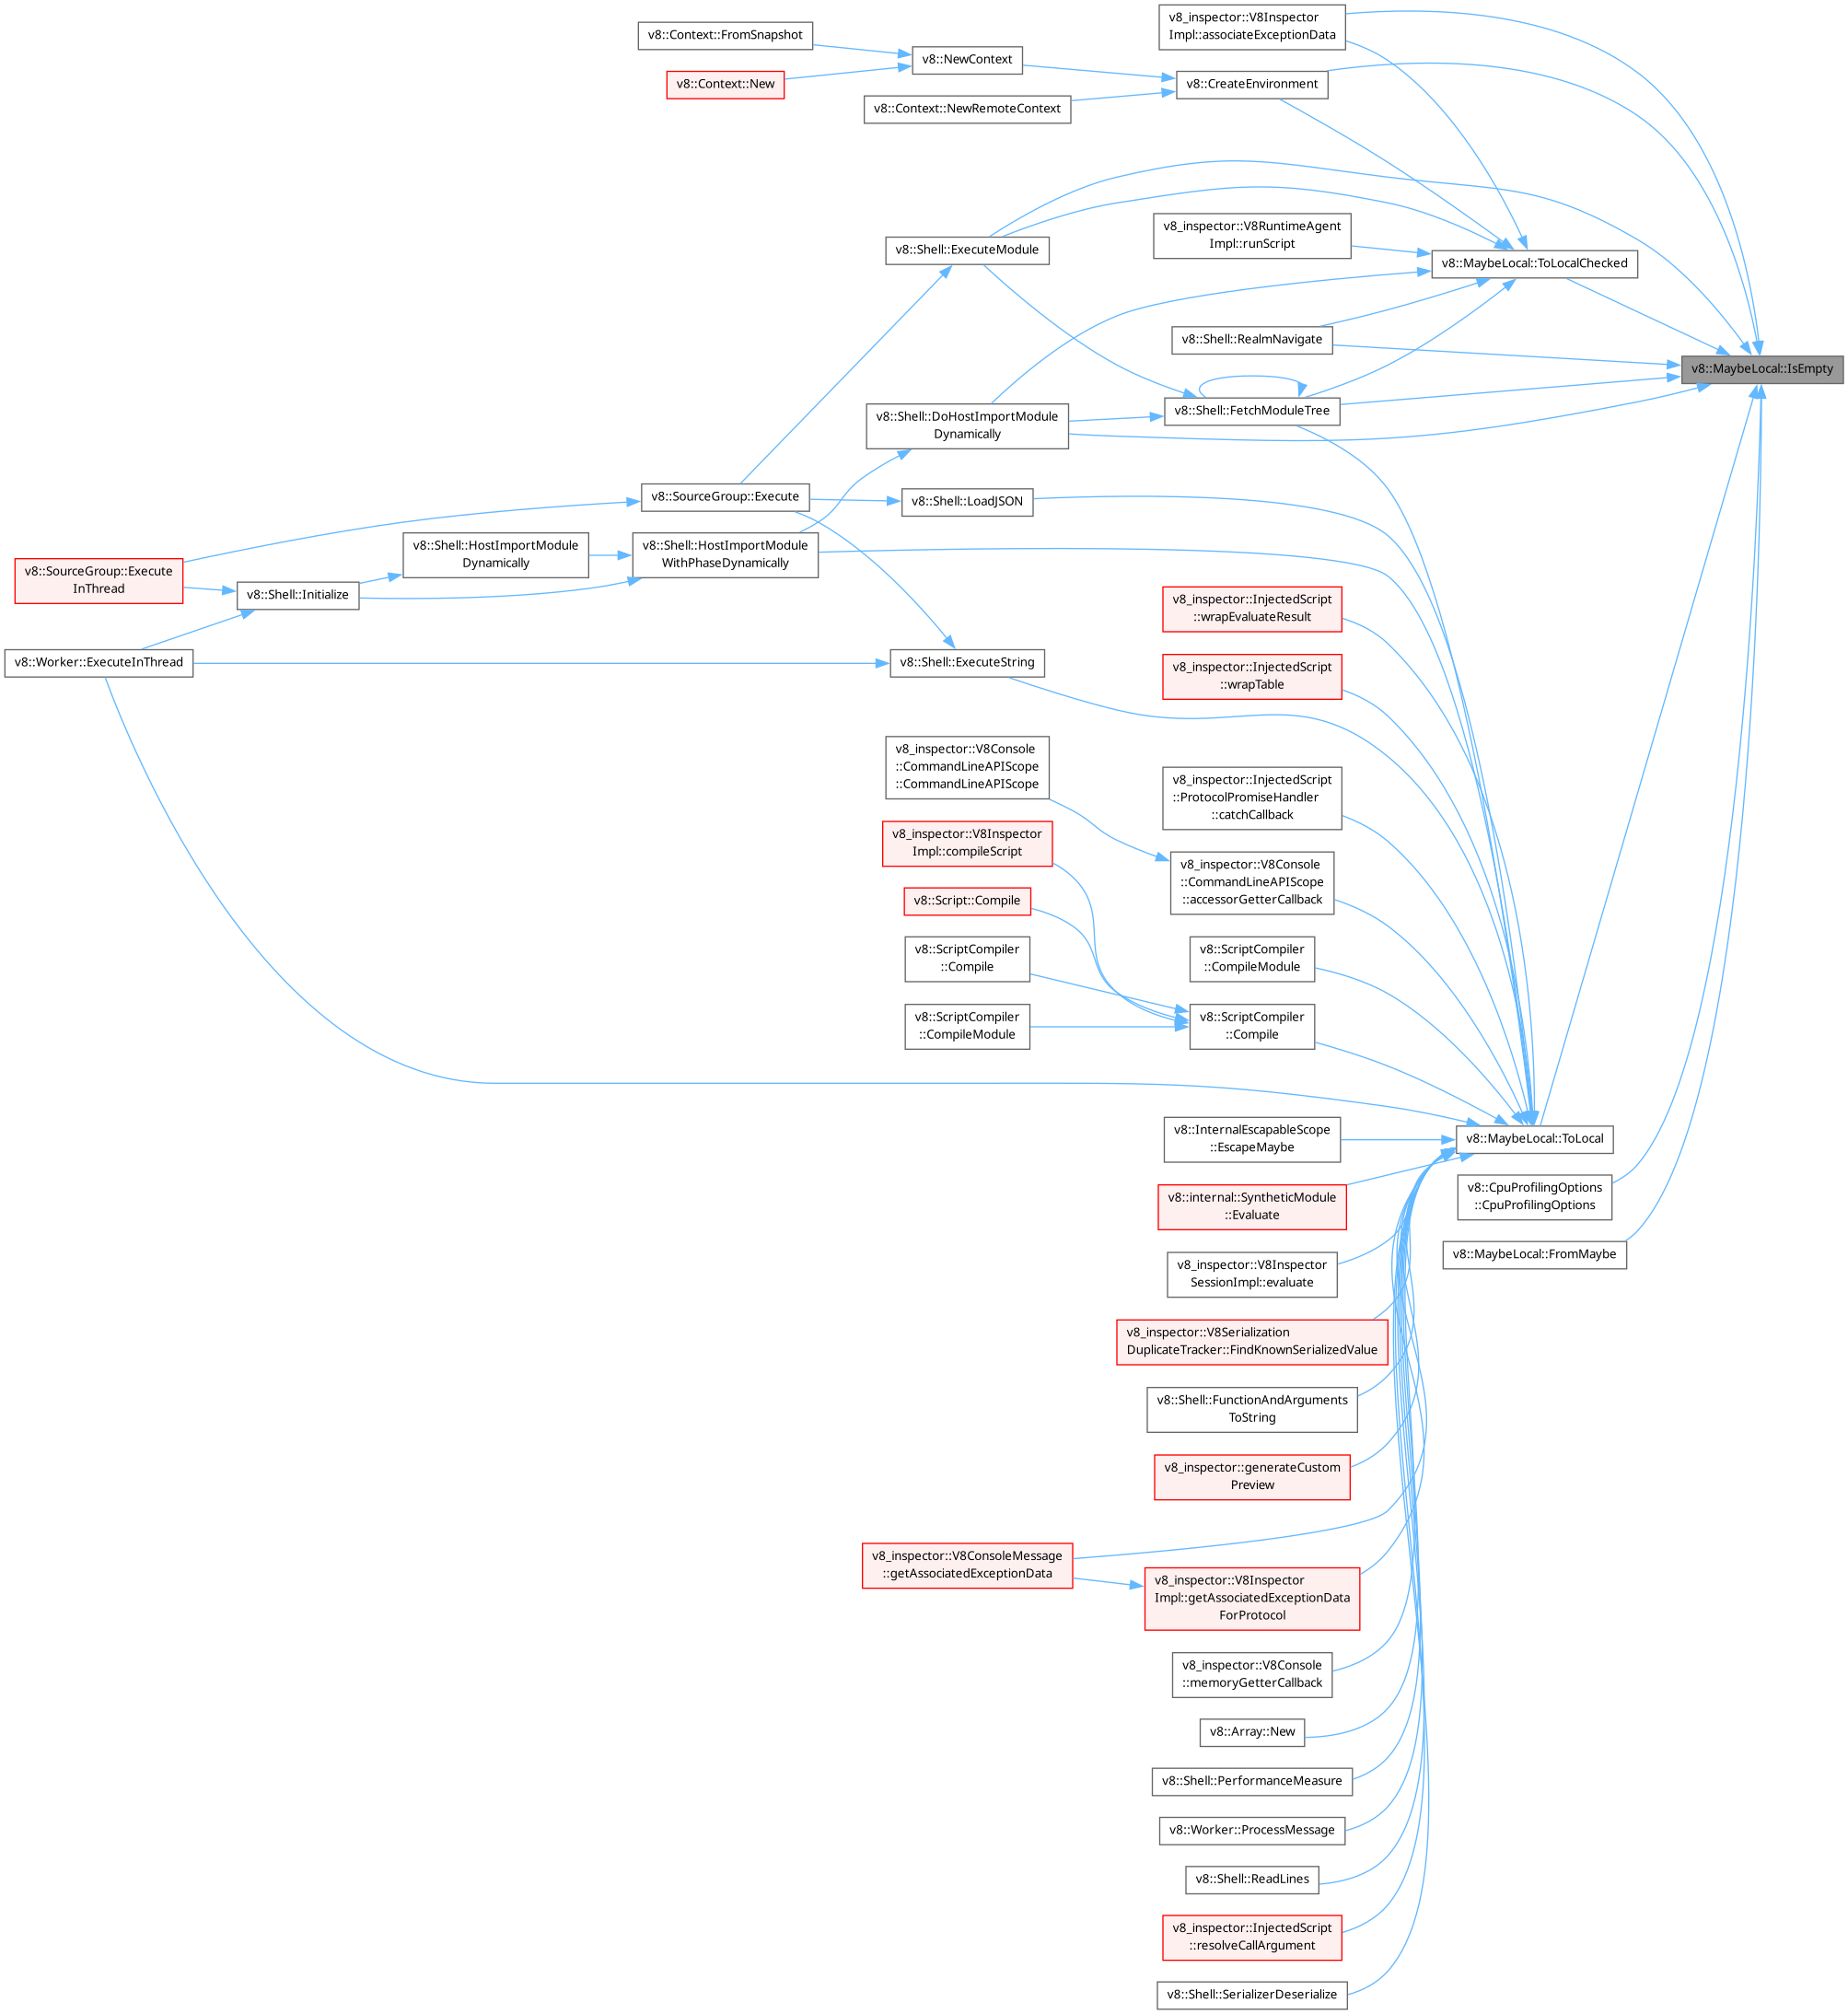 v8_inspector::V8Inspector
Impl::associateExceptionData
v8::Context::FromSnapshot
v8::NewContext
v8::Context::New
v8::CreateEnvironment
v8::Context::NewRemoteContext
v8_inspector::V8RuntimeAgent
Impl::runScript
v8::Shell::ExecuteModule
v8::MaybeLocal::ToLocalChecked
v8::Shell::RealmNavigate
v8::MaybeLocal::IsEmpty
v8::Shell::FetchModuleTree
v8::Shell::DoHostImportModule
Dynamically
v8::SourceGroup::Execute
v8::Shell::LoadJSON
v8::Shell::HostImportModule
Dynamically
v8::Shell::HostImportModule
WithPhaseDynamically
v8::SourceGroup::Execute
InThread
v8::Shell::Initialize
v8_inspector::InjectedScript
::wrapEvaluateResult
v8::Worker::ExecuteInThread
v8::Shell::ExecuteString
v8_inspector::InjectedScript
::wrapTable
v8_inspector::V8Console
::CommandLineAPIScope
::CommandLineAPIScope
v8_inspector::InjectedScript
::ProtocolPromiseHandler
::catchCallback
v8_inspector::V8Inspector
Impl::compileScript
v8_inspector::V8Console
::CommandLineAPIScope
::accessorGetterCallback
v8::Script::Compile
v8::ScriptCompiler
::Compile
v8::ScriptCompiler
::CompileModule
v8::ScriptCompiler
::CompileModule
v8::ScriptCompiler
::Compile
v8::InternalEscapableScope
::EscapeMaybe
v8::MaybeLocal::ToLocal
v8::internal::SyntheticModule
::Evaluate
v8::CpuProfilingOptions
::CpuProfilingOptions
v8_inspector::V8Inspector
SessionImpl::evaluate
v8::MaybeLocal::FromMaybe
v8_inspector::V8Serialization
DuplicateTracker::FindKnownSerializedValue
v8::Shell::FunctionAndArguments
ToString
v8_inspector::generateCustom
Preview
v8_inspector::V8ConsoleMessage
::getAssociatedExceptionData
v8_inspector::V8Inspector
Impl::getAssociatedExceptionData
ForProtocol
v8_inspector::V8Console
::memoryGetterCallback
v8::Array::New
v8::Shell::PerformanceMeasure
v8::Worker::ProcessMessage
v8::Shell::ReadLines
v8_inspector::InjectedScript
::resolveCallArgument
v8::Shell::SerializerDeserialize